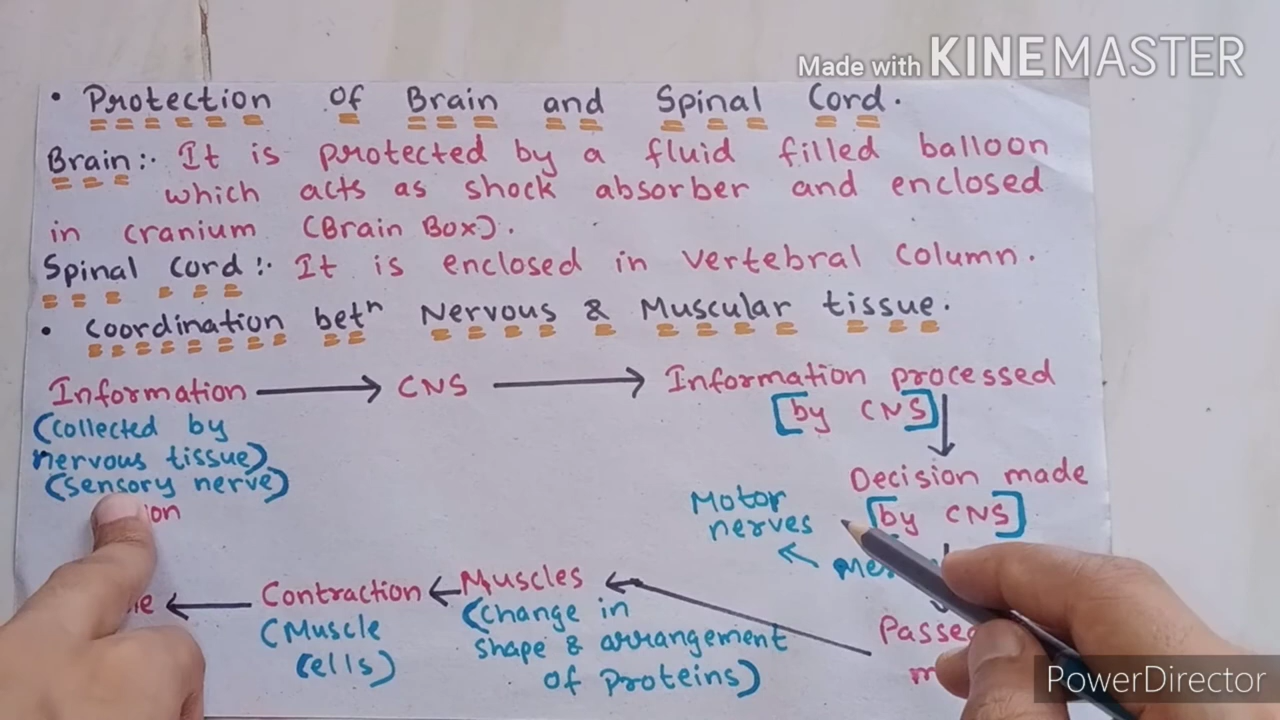 Made with KINEMASTER
• Protection of Brain and Spinal Cord.
Brain:- It is protected by a fluid filled balloon
which acts as shock absorber and enclosed
in cranium (Brain Box).
Spinal cord:- It is enclosed in vertebral column.
• Coordination betⁿ Nervous & Muscular tissue.
Information → CNS → Information processed
(collected by
nervous tissue)
(sensory nerve)
[by CNS]
Decision made
[by CNS]
Motor
nerves
←
Passe
Contraction ← Muscles ←
(Muscle
cells)
(change in
shape & arrangement
of proteins)
PowerDirector